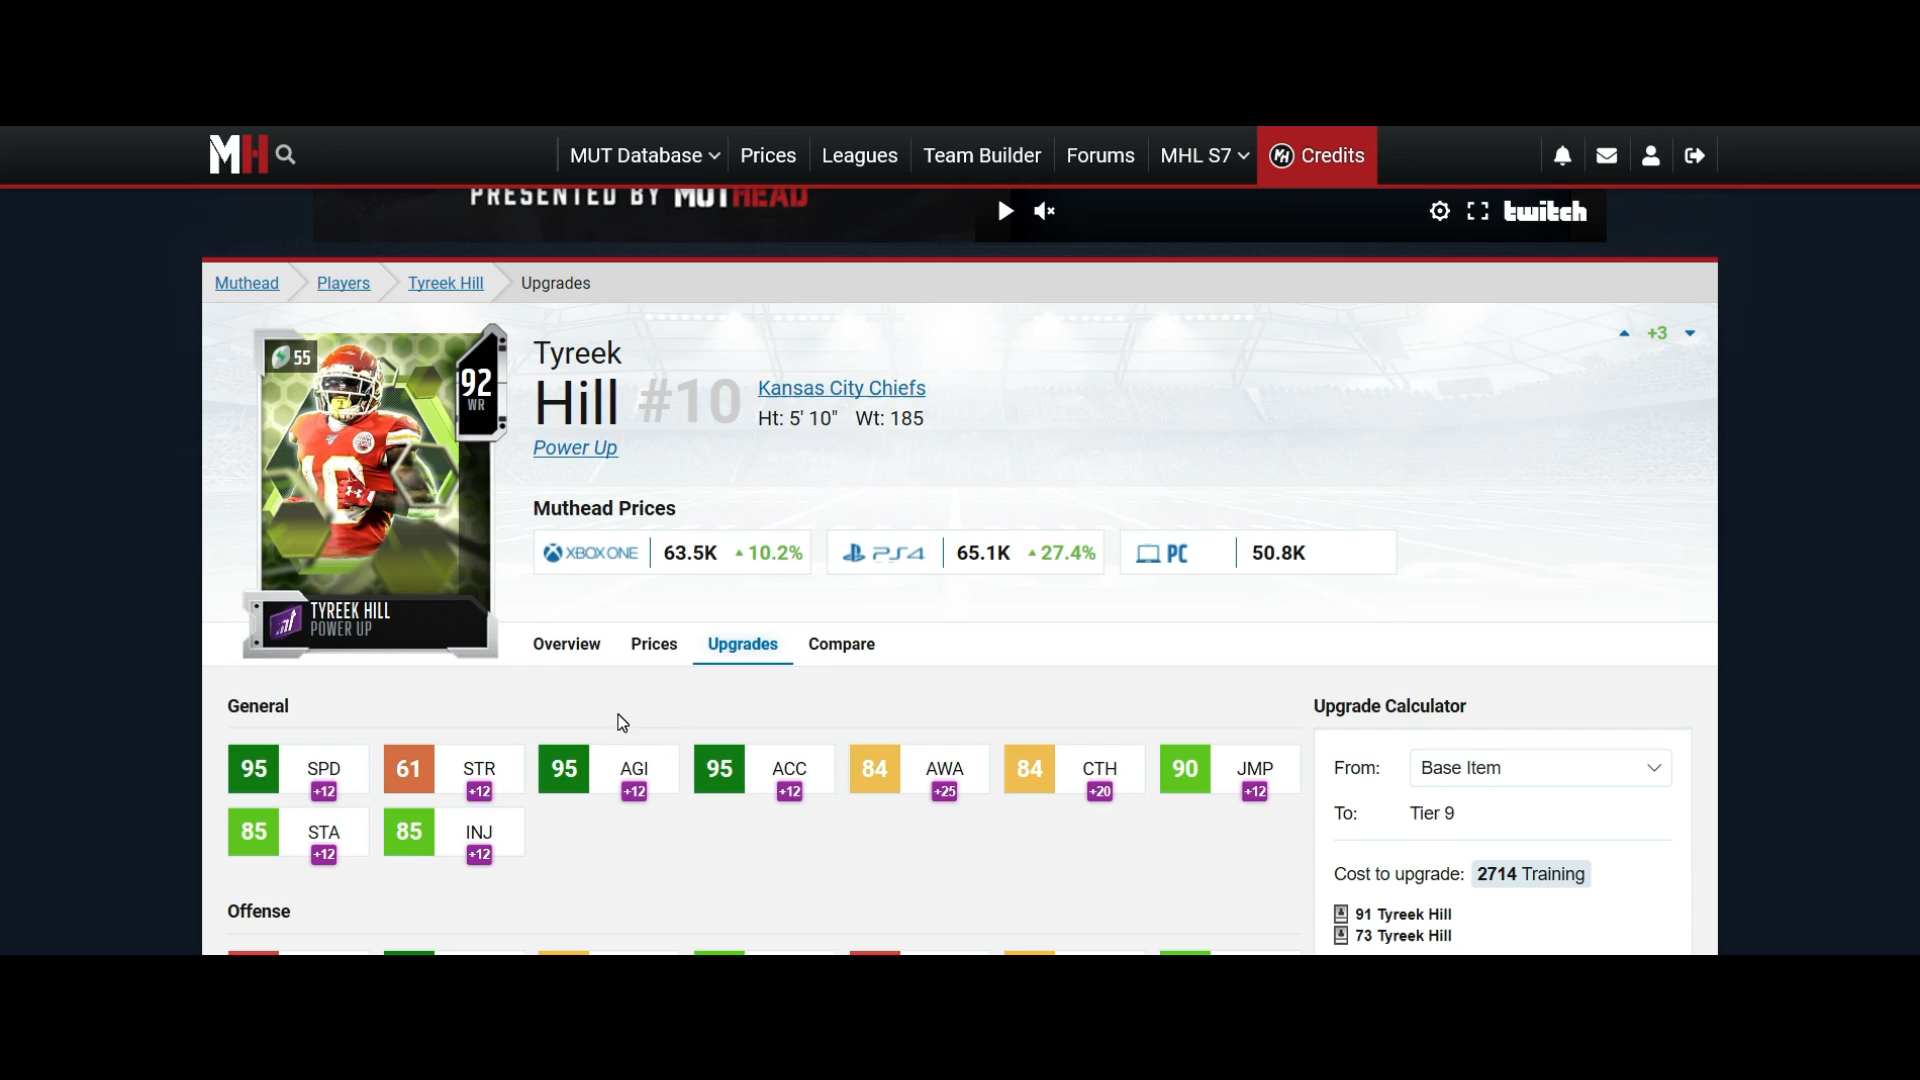 MH
MUT Database Prices Leagues Team Builder Forums MHL S7 MH Credits
PRESENTED BY MUTHEAD
twitch
Muthead Players Tyreek Hill Upgrades
55
92
WR
10
TYREEK HILL
POWER UP
Tyreek
Hill #10
Kansas City Chiefs
Ht: 5' 10" Wt: 185
Power Up
+3
Muthead Prices
XBOX ONE 63.5K 10.2% PS4 65.1K 27.4% PC 50.8K
Overview Prices Upgrades Compare
General
95 SPD +12
61 STR +12
95 AGI +12
95 ACC +12
84 AWA +25
84 CTH +20
90 JMP +12
85 STA +12
85 INJ +12
Offense
Upgrade Calculator
From: Base Item
To: Tier 9
Cost to upgrade: 2714 Training
91 Tyreek Hill
73 Tyreek Hill